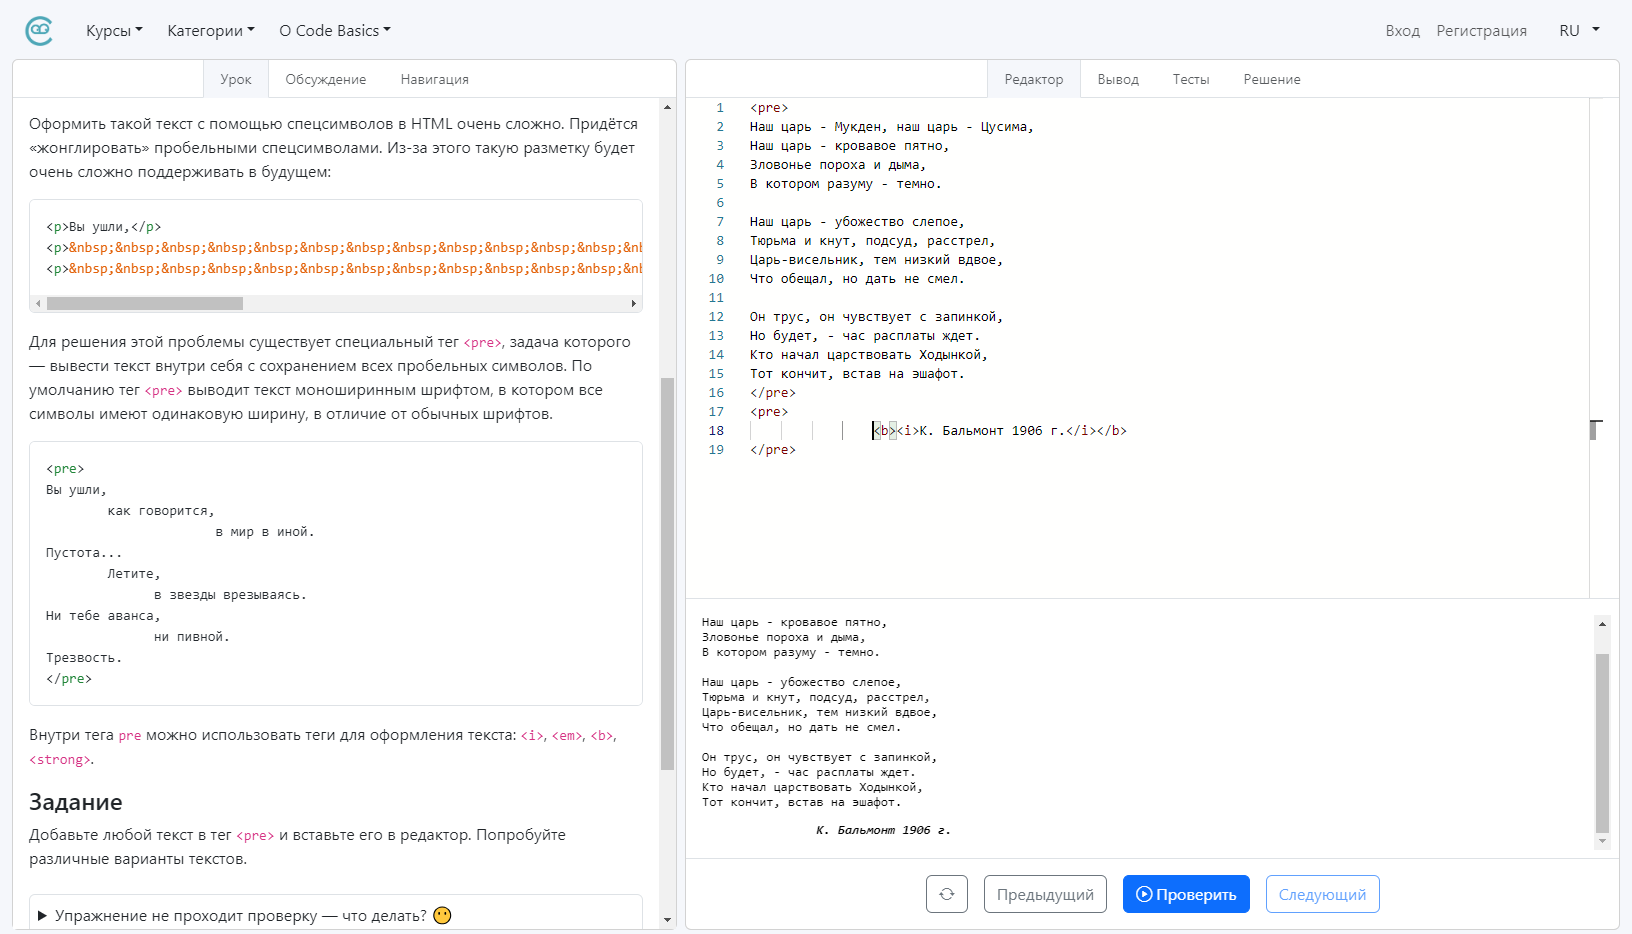 Курсы
Категории
О Code Basics
Вход
Регистрация
RU
Урок
Обсуждение
Навигация
Оформить такой текст с помощью спецсимволов в HTML очень сложно. Придётся
«жонглировать» пробельными спецсимволами. Из-за этого такую разметку будет
очень сложно поддерживать в будущем:
<p>Вы ушли,</p>
<p>&nbsp;&nbsp;&nbsp;&nbsp;&nbsp;&nbsp;&nbsp;&nbsp;&nbsp;&nbsp;&nbsp;&nbsp;&nb
<p>&nbsp;&nbsp;&nbsp;&nbsp;&nbsp;&nbsp;&nbsp;&nbsp;&nbsp;&nbsp;&nbsp;&nbsp;&nb
Для решения этой проблемы существует специальный тег <pre>, задача которого
— вывести текст внутри себя с сохранением всех пробельных символов. По
умолчанию тег <pre> выводит текст моноширинным шрифтом, в котором все
символы имеют одинаковую ширину, в отличие от обычных шрифтов.
<pre>
Вы ушли,
как говорится,
в мир в иной.
Пустота...
Летите,
в звезды врезываясь.
Ни тебе аванса,
ни пивной.
Трезвость.
</pre>
Внутри тега pre можно использовать теги для оформления текста: <i>, <em>, <b>,
<strong>.
Задание
Добавьте любой текст в тег <pre> и вставьте его в редактор. Попробуйте
различные варианты текстов.
Упражнение не проходит проверку — что делать? 😶
Редактор
Вывод
Тесты
Решение
1 <pre>
2 Наш царь - Мукден, наш царь - Цусима,
3 Наш царь - кровавое пятно,
4 Зловонье пороха и дыма,
5 В котором разуму - темно.
6
7 Наш царь - убожество слепое,
8 Тюрьма и кнут, подсуд, расстрел,
9 Царь-висельник, тем низкий вдвое,
10 Что обещал, но дать не смел.
11
12 Он трус, он чувствует с запинкой,
13 Но будет, - час расплаты ждет.
14 Кто начал царствовать Ходынкой,
15 Тот кончит, встав на эшафот.
16 </pre>
17 <pre>
18 <b><i>К. Бальмонт 1906 г.</i></b>
19 </pre>
Наш царь - кровавое пятно,
Зловонье пороха и дыма,
В котором разуму - темно.
Наш царь - убожество слепое,
Тюрьма и кнут, подсуд, расстрел,
Царь-висельник, тем низкий вдвое,
Что обещал, но дать не смел.
Он трус, он чувствует с запинкой,
Но будет, - час расплаты ждет.
Кто начал царствовать Ходынкой,
Тот кончит, встав на эшафот.
К. Бальмонт 1906 г.
Предыдущий
Проверить
Следующий